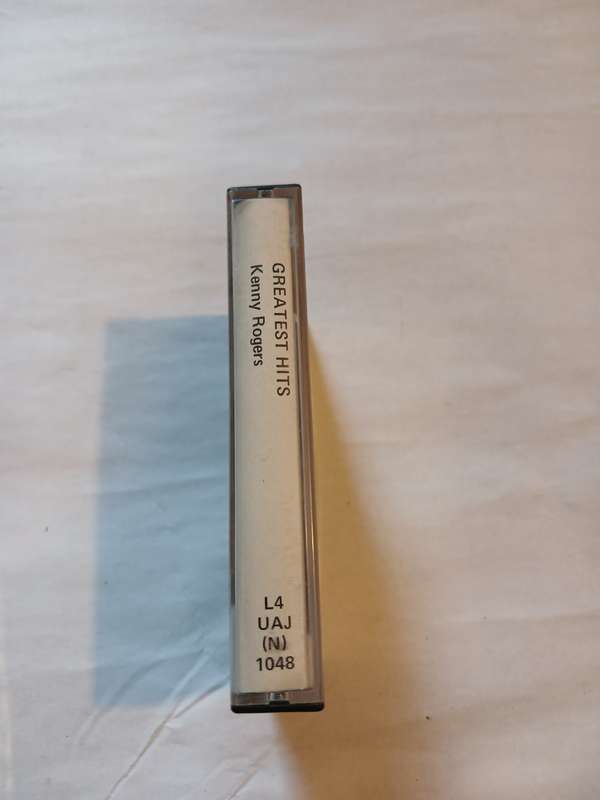 GREATEST HITS
Kenny Rogers
L4
UAJ
(N)
1048